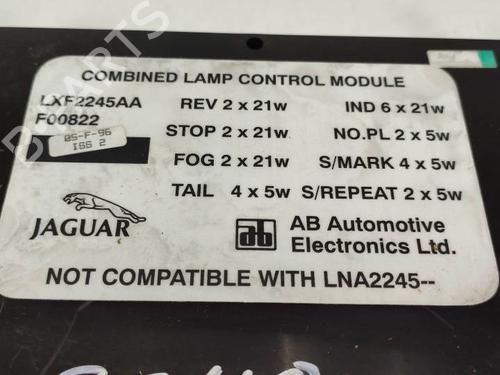 COMBINED LAMP CONTROL MODULE
LXF2245AA REV 2 x 21w IND 6 x 21w
F00822 STOP 2 x 21w NO.PL 2 x 5w
05-F-96
ISS 2
FOG 2 x 21w S/MARK 4 x 5w
TAIL 4 x 5w S/REPEAT 2 x 5w
JAGUAR
ab AB Automotive
Electronics Ltd.
NOT COMPATIBLE WITH LNA2245--